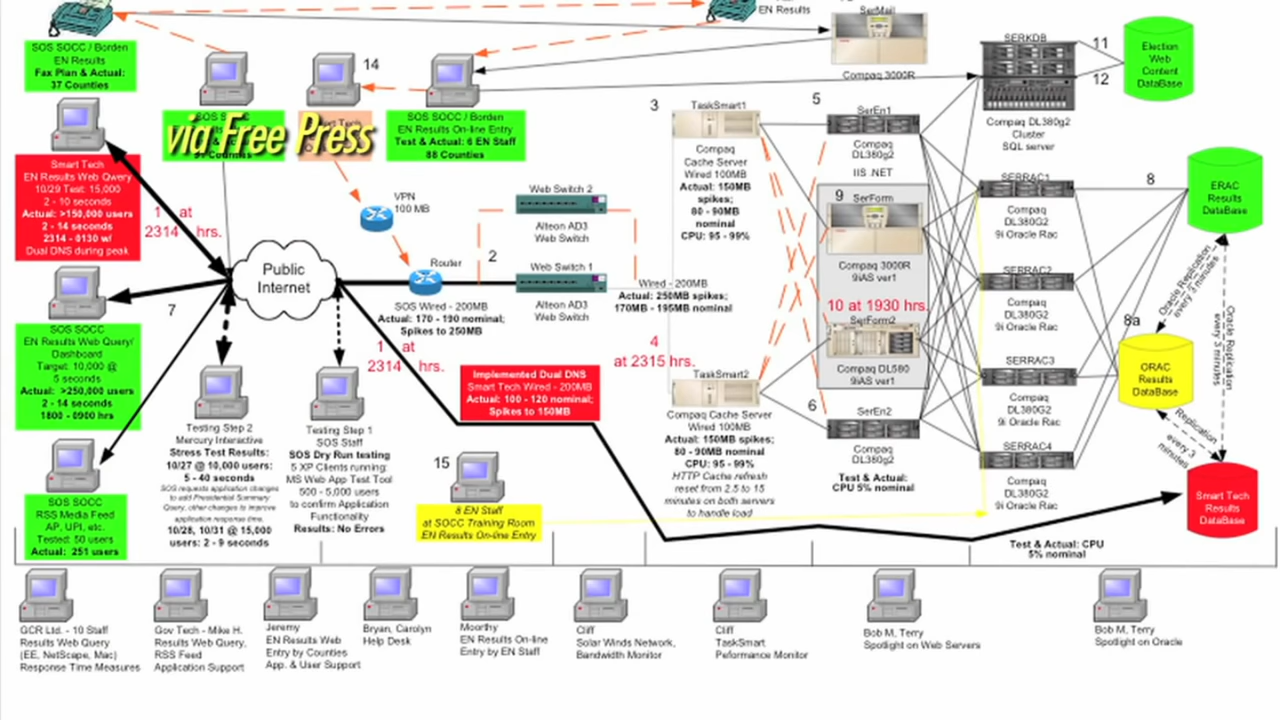 EN Results
SerMail
Compaq 3000R
SOS SOCC / Borden
EN Results
Fax Plan & Actual:
37 Counties
14
via Free Press
SOS SOCC / Borden
EN Results On-line Entry
Test & Actual: 6 EN Staff
88 Counties
3
TaskSmart1
Compaq
Cache Server
Wired 100MB
Actual: 150MB
spikes;
80 - 90MB
nominal
CPU: 95 - 99%
5
SerEn1
Compaq
DL380g2
IIS .NET
SERKDB
Compaq DL380g2
Cluster
SQL server
11
12
Election
Web
Content
DataBase
Smart Tech
EN Results Web Qwery
10/29 Test: 15,000
2 - 10 seconds
Actual: >150,000 users
2 - 14 seconds
2314 - 0130 w/
Dual DNS during peak
1 at
2314 hrs.
VPN
100 MB
Web Switch 2
Alteon AD3
Web Switch
2
Router
Web Switch 1
Alteon AD3
Web Switch
SOS Wired - 200MB
Actual: 170 - 190 nominal;
Spikes to 250MB
Wired - 200MB
Actual: 250MB spikes;
170MB - 195MB nominal
Public
Internet
7
9
SerForm
Compaq 3000R
9iAS ver1
10 at 1930 hrs.
SerForm2
Compaq DL580
9iAS ver1
SERRAC1
Compaq
DL380G2
9i Oracle Rac
8
ERAC
Results
DataBase
SERRAC2
Compaq
DL380G2
9i Oracle Rac
8a
Oracle Replication
every 3 minutes
Oracle Replication
every 3 minutes
SOS SOCC
EN Results Web Query/
Dashboard
Target: 10,000 @
5 seconds
Actual: >250,000 users
2 - 14 seconds
1800 - 0900 hrs
1 at
2314 hrs.
4
at 2315 hrs.
Implemented Dual DNS
Smart Tech Wired - 200MB
Actual: 100 - 120 nominal;
Spikes to 150MB
TaskSmart2
Compaq Cache Server
Wired 100MB
Actual: 150MB spikes;
80 - 90MB nominal
CPU: 95 - 99%
HTTP Cache refresh
reset from 2.5 to 15
minutes on both servers
to handle load
6
SerEn2
Compaq
DL380g2
Test & Actual:
CPU 5% nominal
SERRAC3
Compaq
DL380G2
9i Oracle Rac
ORAC
Results
DataBase
Replication
every 3
minutes
SERRAC4
Compaq
DL380G2
9i Oracle Rac
Smart Tech
Results
DataBase
Testing Step 2
Mercury Interactive
Stress Test Results:
10/27 @ 10,000 users:
5 - 40 seconds
SOS requests application changes
to add Presidential Summary
Query, other changes to improve
application response time.
10/28, 10/31 @ 15,000
users: 2 - 9 seconds
Testing Step 1
SOS Staff
SOS Dry Run testing
5 XP Clients running:
MS Web App Test Tool
500 - 5,000 users
to confirm Application
Functionality
Results: No Errors
15
8 EN Staff
at SOCC Training Room
EN Results On-line Entry
SOS SOCC
RSS Media Feed
AP, UPI, etc.
Tested: 50 users
Actual: 251 users
Test & Actual: CPU
5% nominal
GCR Ltd. - 10 Staff
Results Web Query
(EE, NetScape, Mac)
Response Time Measures
Gov Tech - Mike H.
Results Web Query,
RSS Feed
Application Support
Jeremy
EN Results Web
Entry by Counties
App. & User Support
Bryan, Carolyn
Help Desk
Moorthy
EN Results On-line
Entry by EN Staff
Cliff
Solar Winds Network,
Bandwidth Monitor
Cliff
TaskSmart
Peformance Monitor
Bob M, Terry
Spotlight on Web Servers
Bob M, Terry
Spotlight on Oracle